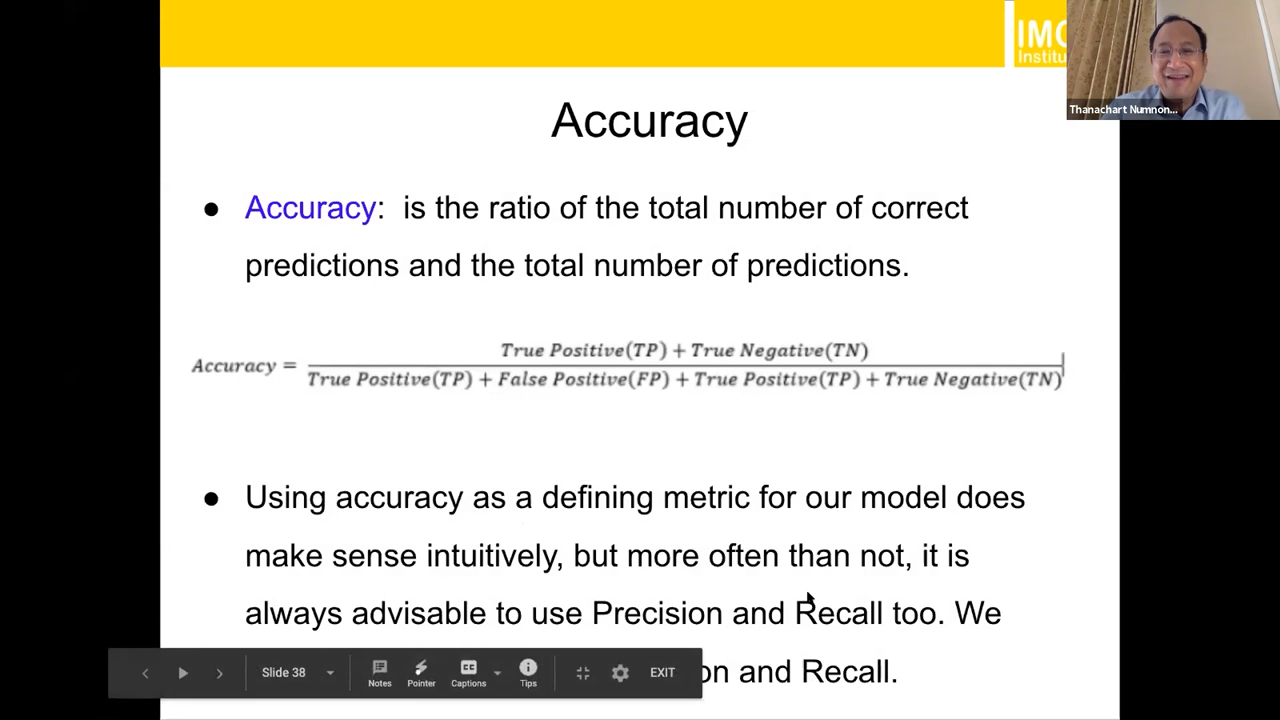 IMC
Institu
Thanachart Numnon...
Accuracy
● Accuracy: is the ratio of the total number of correct
predictions and the total number of predictions.
Accuracy = True Positive(TP) + True Negative(TN)
True Positive(TP) + False Positive(FP) + True Positive(TP) + True Negative(TN)
● Using accuracy as a defining metric for our model does
make sense intuitively, but more often than not, it is
always advisable to use Precision and Recall too. We
on and Recall.
Slide 38
Notes
Pointer
CC
Captions
Tips
EXIT